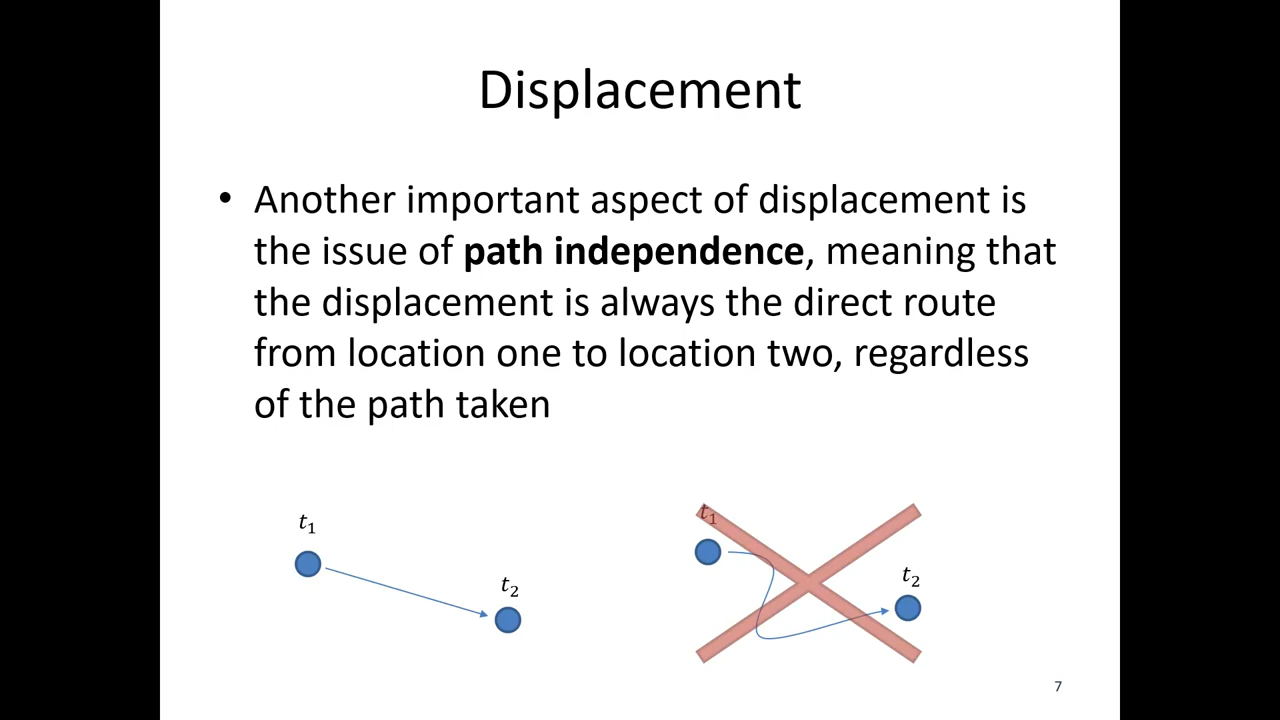 Displacement
• Another important aspect of displacement is
the issue of path independence, meaning that
the displacement is always the direct route
from location one to location two, regardless
of the path taken
t₁
t₂
t₁
t₂
7